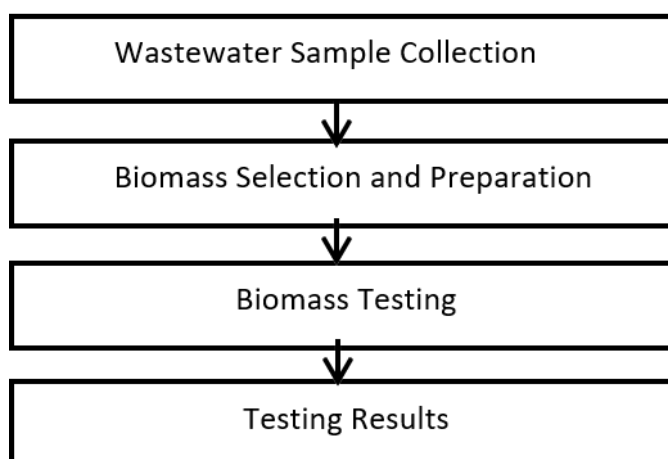 Wastewater Sample Collection
Biomass Selection and Preparation
Biomass Testing
Testing Results